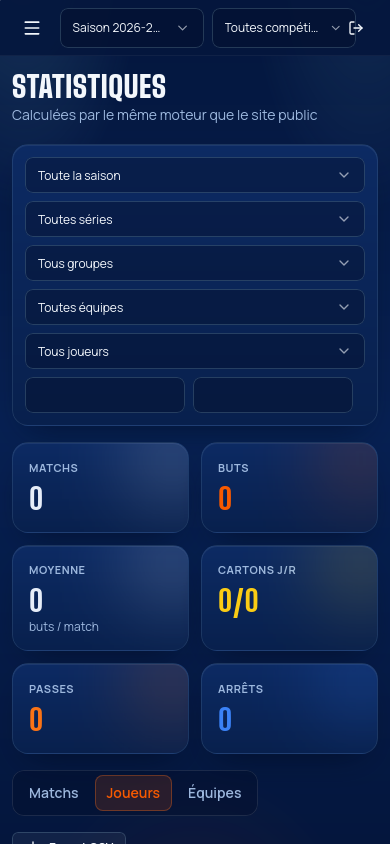 Saison 2026-2...
Toutes compéti...
STATISTIQUES
Calculées par le même moteur que le site public
Toute la saison
Toutes séries
Tous groupes
Toutes équipes
Tous joueurs
MATCHS
0
BUTS
0
MOYENNE
0
buts / match
CARTONS J/R
0/0
PASSES
0
ARRÊTS
0
Matchs
Joueurs
Équipes